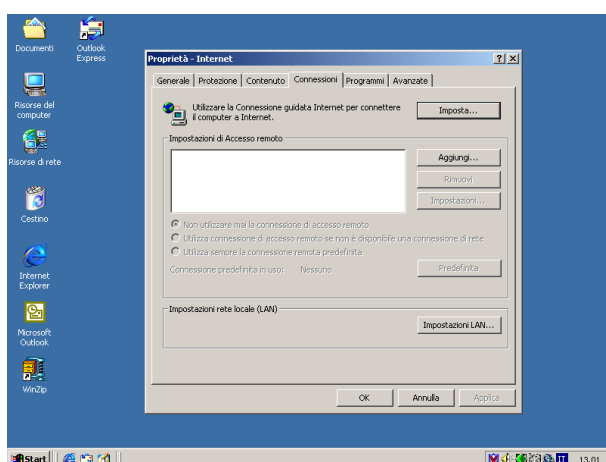 Documenti
Outlook
Express
Risorse del
computer
Risorse di rete
Cestino
Internet
Explorer
Microsoft
Outlook
WinZip
Proprietà - Internet
Generale
Protezione
Contenuto
Connessioni
Programmi
Avanzate
Utilizzare la Connessione guidata Internet per connettere
il computer a Internet.
Imposta...
Impostazioni di Accesso remoto
Aggiungi...
Rimuovi
Impostazioni...
Non utilizzare mai la connessione di accesso remoto
Utilizza connessione di accesso remoto se non è disponibile una connessione di rete
Utilizza sempre la connessione remota predefinita
Connessione predefinita in uso: Nessuno
Predefinita
Impostazioni rete locale (LAN)
Impostazioni LAN...
OK
Annulla
Applica
Start
IT
13.01